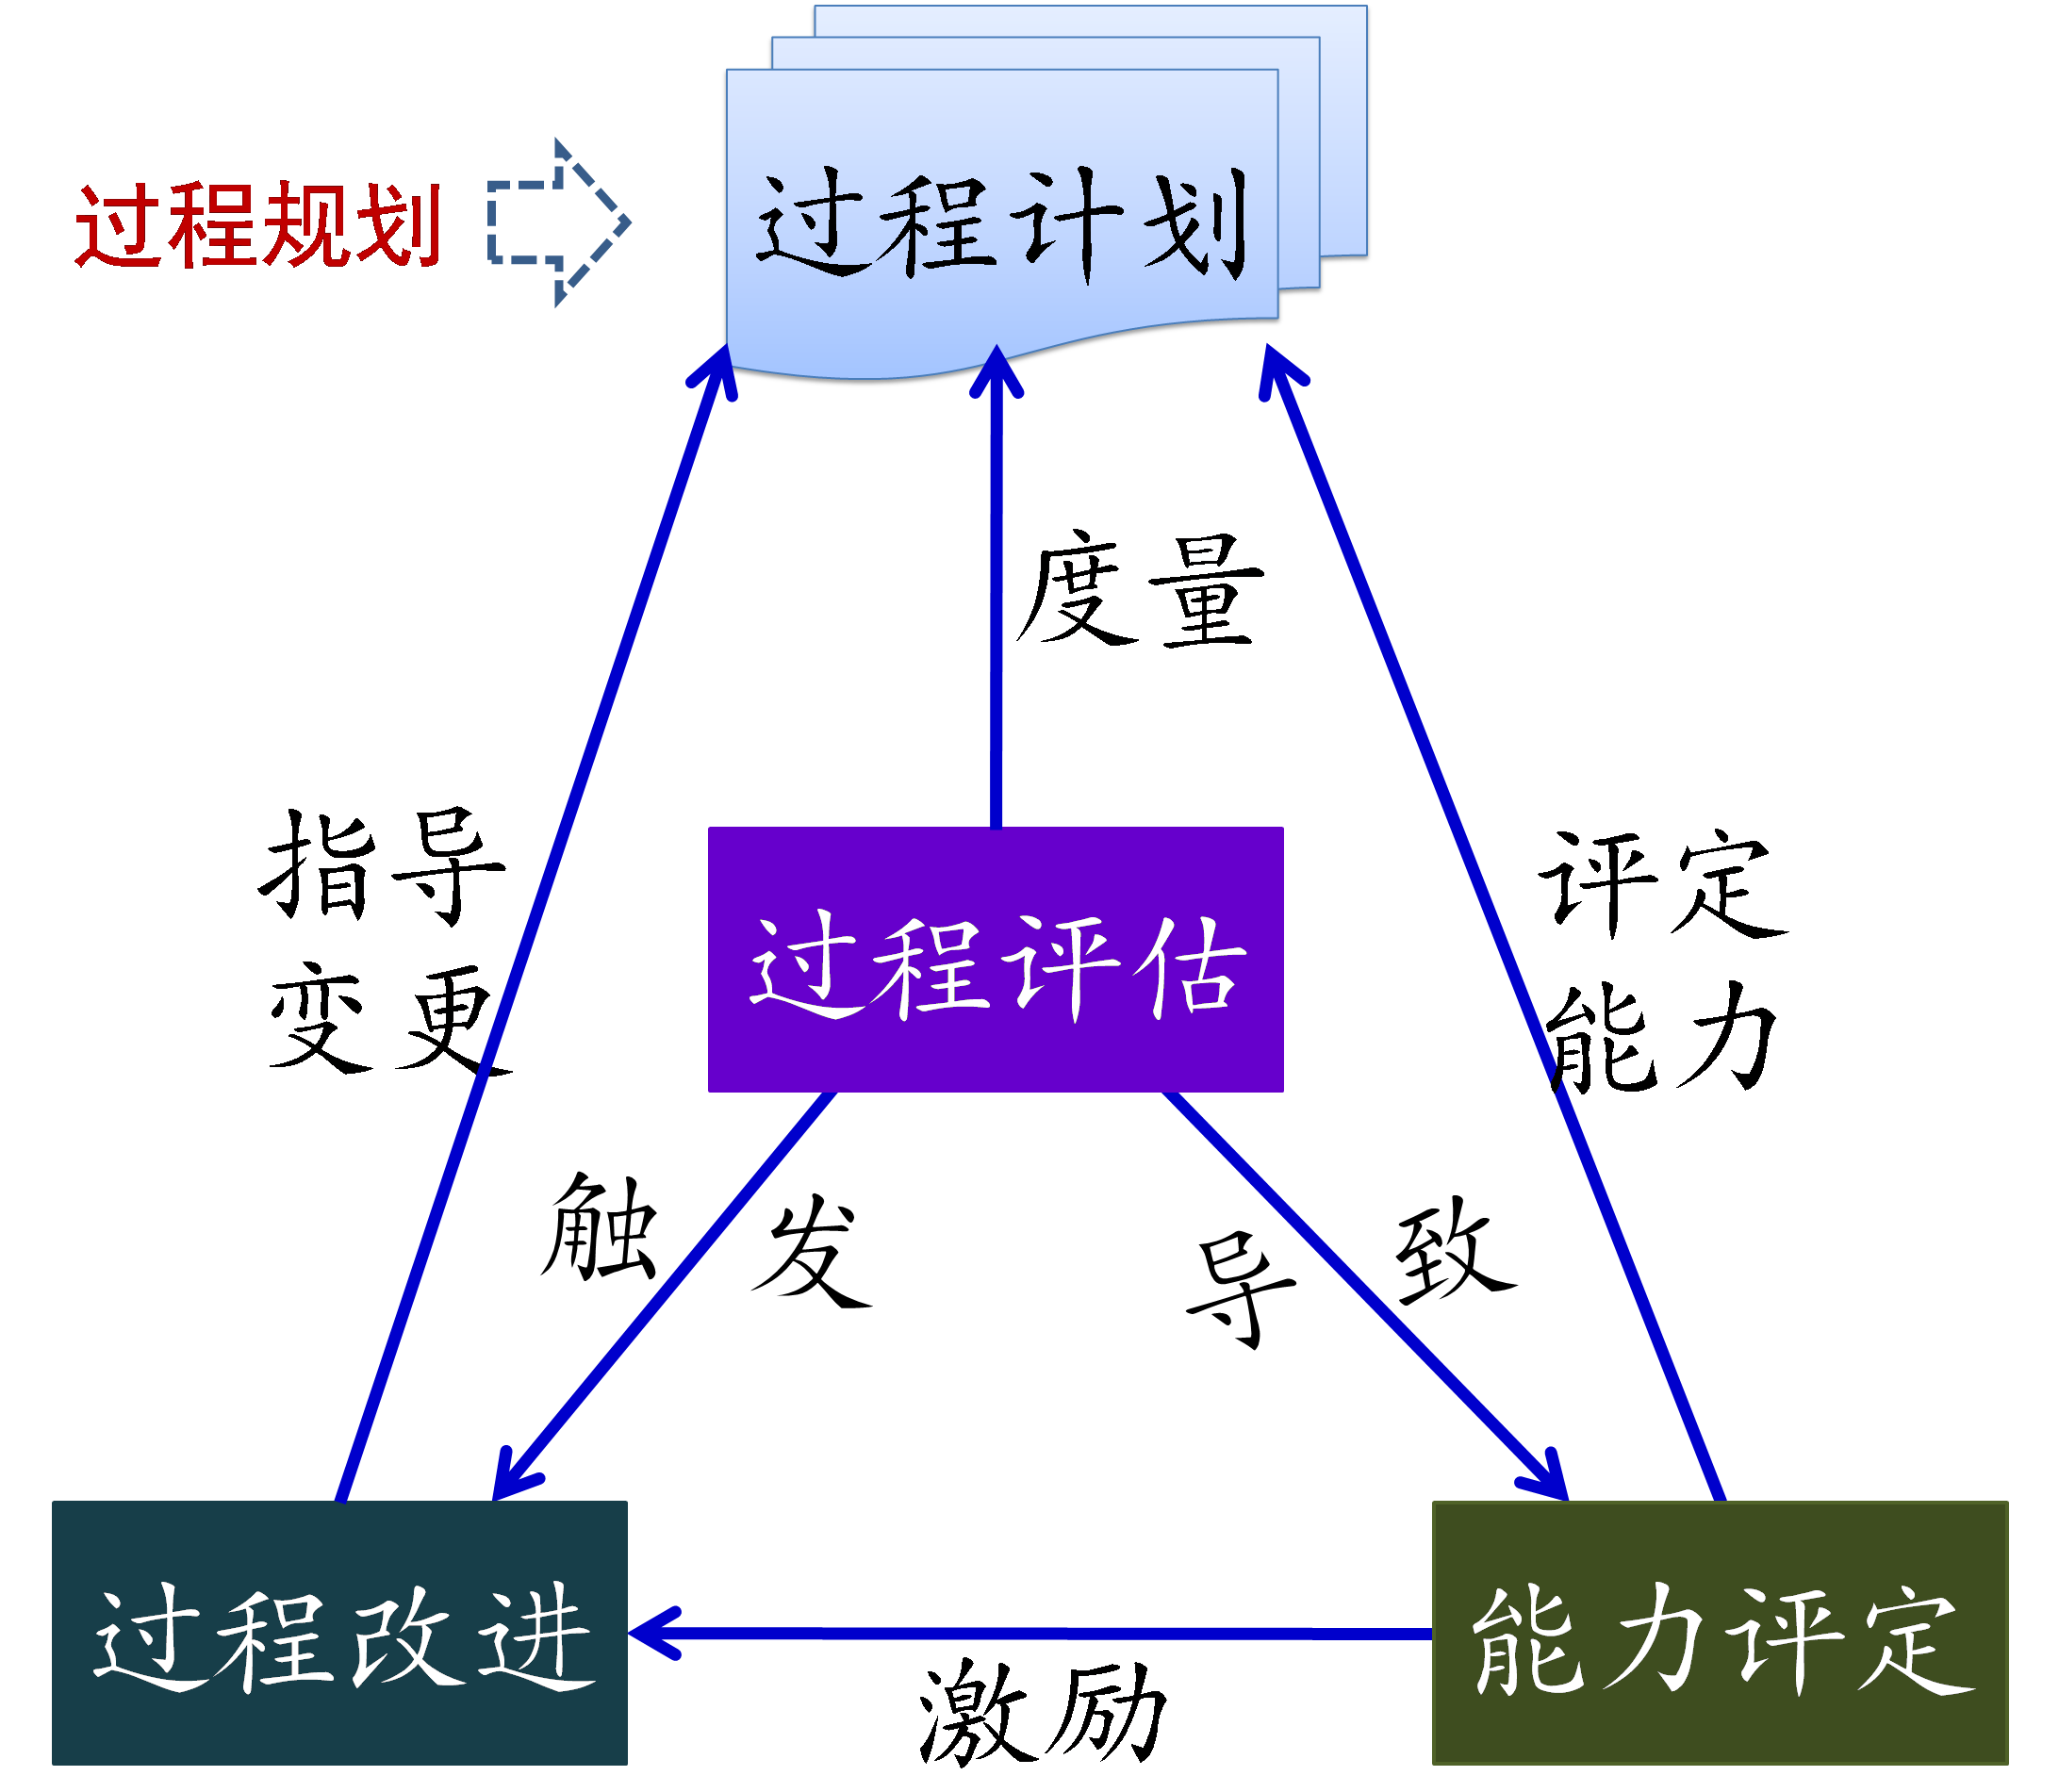 过程规划
过程计划
度量
指导
变更
评定
能力
过程评估
触发
导致
过程改进
能力评定
激励